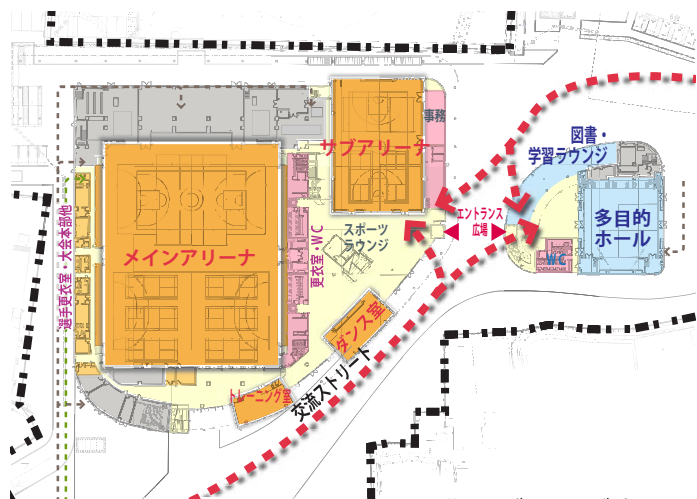 事務
サブアリーナ
図書・
学習ラウンジ
エントランス
広場
多目的
ホール
WC
スポーツ
ラウンジ
メインアリーナ
更衣室・WC
選手更衣室・大会本部他
ダンス室
トレーニング室
交流ストリート